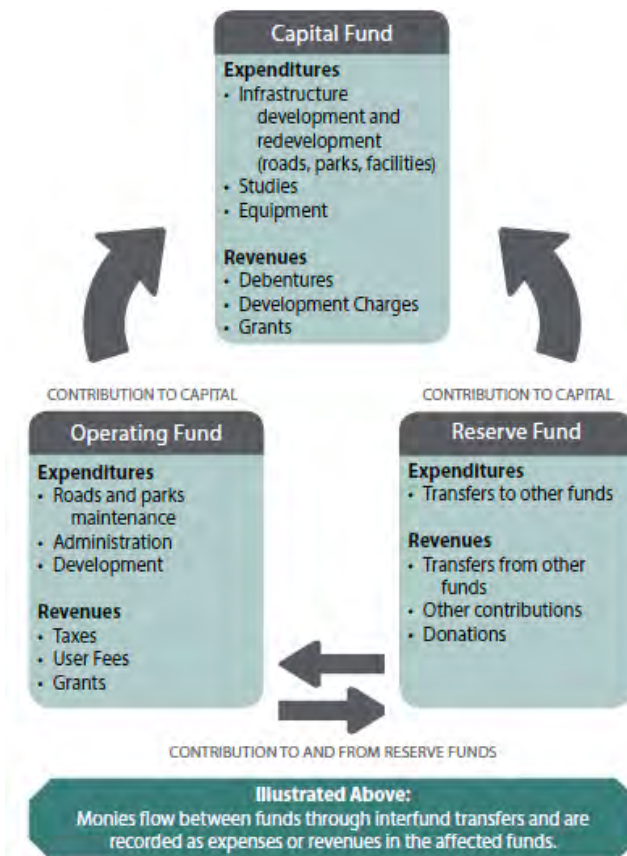 Capital Fund
Expenditures
• Infrastructure
development and
redevelopment
(roads, parks, facilities)
• Studies
• Equipment
Revenues
• Debentures
• Development Charges
• Grants
CONTRIBUTION TO CAPITAL
CONTRIBUTION TO CAPITAL
Operating Fund
Expenditures
• Roads and parks
maintenance
• Administration
• Development
Revenues
• Taxes
• User Fees
• Grants
Reserve Fund
Expenditures
• Transfers to other funds
Revenues
• Transfers from other
funds
• Other contributions
• Donations
CONTRIBUTION TO AND FROM RESERVE FUNDS
Illustrated Above:
Monies flow between funds through interfund transfers and are
recorded as expenses or revenues in the affected funds.